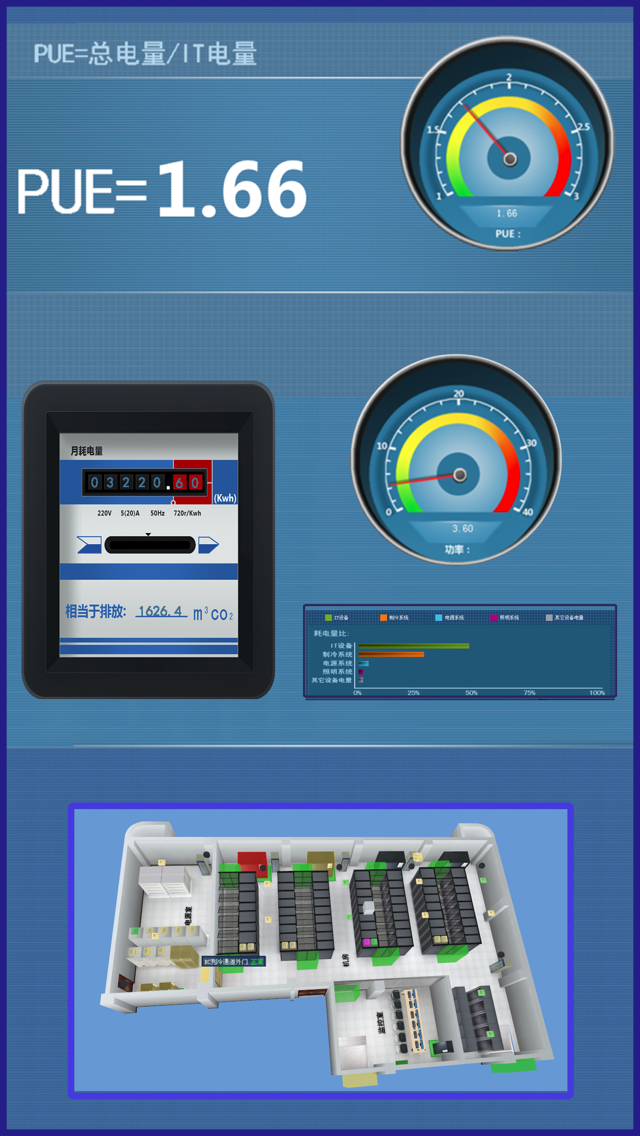 PUE=总电量/IT电量
PUE=1.66
1
1.5
2
2.5
3
1.66
PUE：
月耗电量
03220.60
(Kwh)
220V 5(20)A 50Hz 720r/Kwh
相当于排放: 1626.4 m³co₂
0
10
20
30
40
3.60
功率：
IT设备 制冷系统 电源系统 照明系统 其它设备电量
耗电量比:
IT设备
制冷系统
电源系统
照明系统
其它设备电量
0% 25% 50% 75% 100%
电源室
机房
监控室